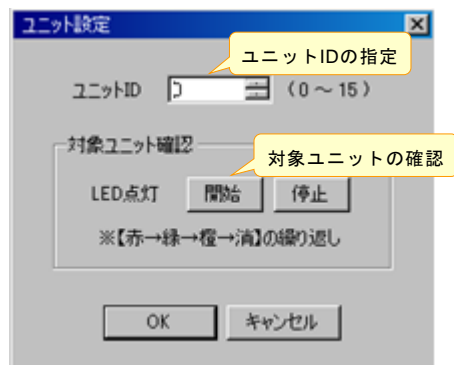 ユニット設定
ユニットIDの指定
ユニットID
(0～15)
対象ユニット確認
対象ユニットの確認
LED点灯 開始 停止
※【赤→緑→橙→消】の繰り返し
OK キャンセル